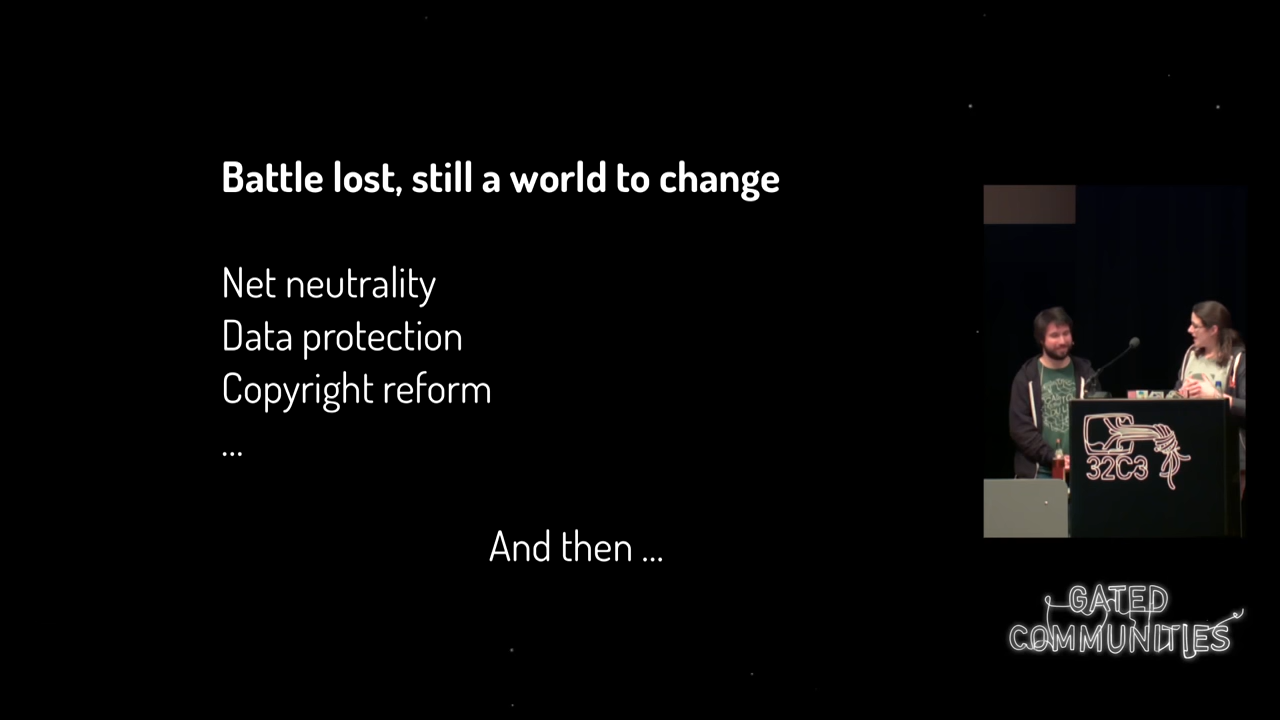 Battle lost, still a world to change
Net neutrality
Data protection
Copyright reform
...
And then ...
32C3
GATED
COMMUNITIES